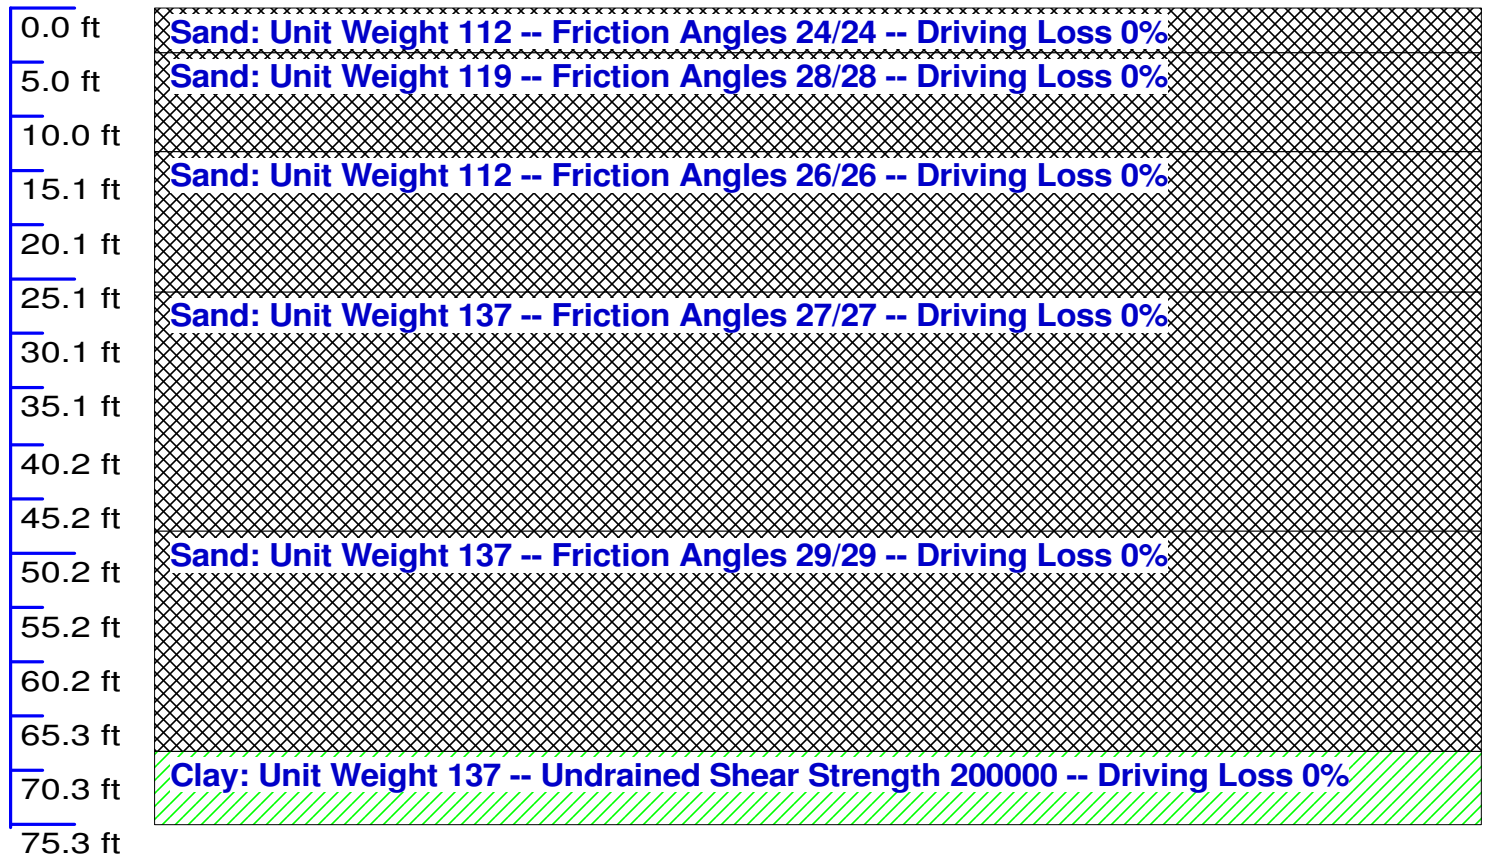 0.0 ft
Sand: Unit Weight 112 -- Friction Angles 24/24 -- Driving Loss 0%
5.0 ft
Sand: Unit Weight 119 -- Friction Angles 28/28 -- Driving Loss 0%
10.0 ft
15.1 ft
Sand: Unit Weight 112 -- Friction Angles 26/26 -- Driving Loss 0%
20.1 ft
25.1 ft
Sand: Unit Weight 137 -- Friction Angles 27/27 -- Driving Loss 0%
30.1 ft
35.1 ft
40.2 ft
45.2 ft
Sand: Unit Weight 137 -- Friction Angles 29/29 -- Driving Loss 0%
50.2 ft
55.2 ft
60.2 ft
65.3 ft
Clay: Unit Weight 137 -- Undrained Shear Strength 200000 -- Driving Loss 0%
70.3 ft
75.3 ft